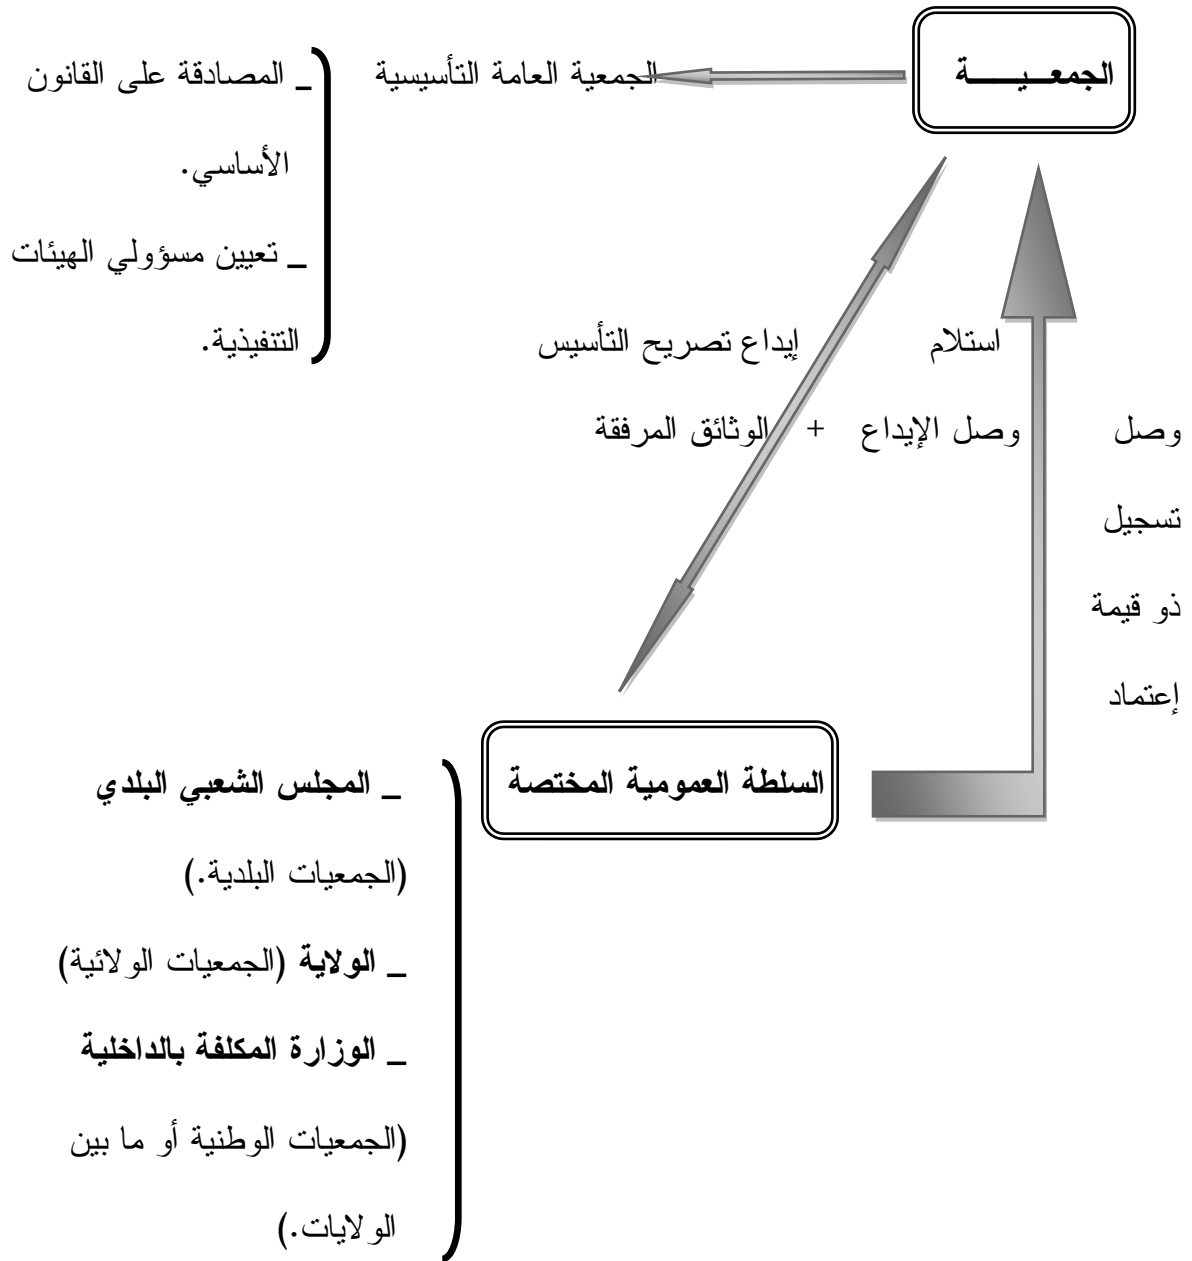 الجمعـيـــــة
الجمعية العامة التأسيسية
_ المصادقة على القانون
الأساسي.
_ تعيين مسؤولي الهيئات
التنفيذية.
استلام
إيداع تصريح التأسيس
وصل الإيداع + الوثائق المرفقة
وصل
تسجيل
ذو قيمة
إعتماد
السلطة العمومية المختصة
_ المجلس الشعبي البلدي
(الجمعيات البلدية.)
_ الولاية (الجمعيات الولائية)
_ الوزارة المكلفة بالداخلية
(الجمعيات الوطنية أو ما بين
الولايات.)